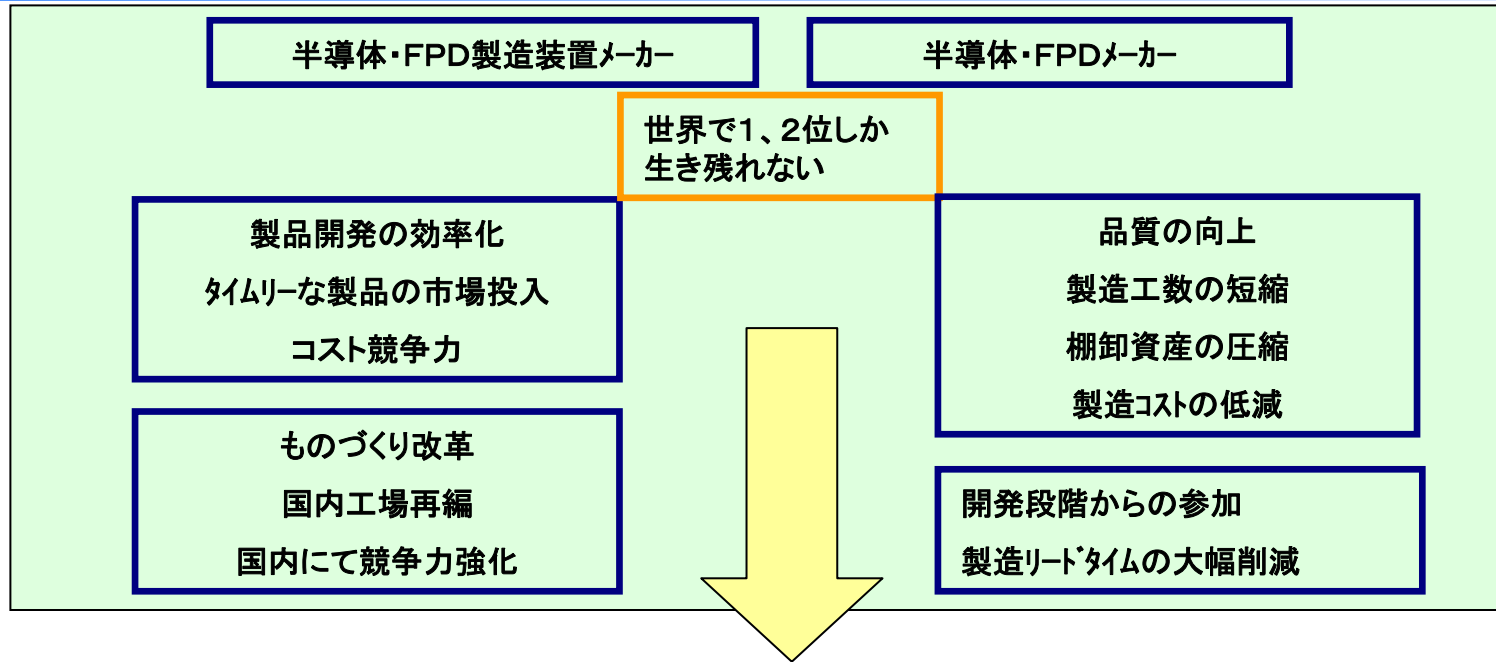 半導体・ＦＰＤ製造装置ﾒｰｶｰ
半導体・ＦＰＤﾒｰｶｰ
世界で１、２位しか
生き残れない
製品開発の効率化
ﾀｲﾑﾘｰな製品の市場投入
コスト競争力
品質の向上
製造工数の短縮
棚卸資産の圧縮
製造ｺｽﾄの低減
ものづくり改革
国内工場再編
国内にて競争力強化
開発段階からの参加
製造ﾘｰﾄﾞﾀｲﾑの大幅削減